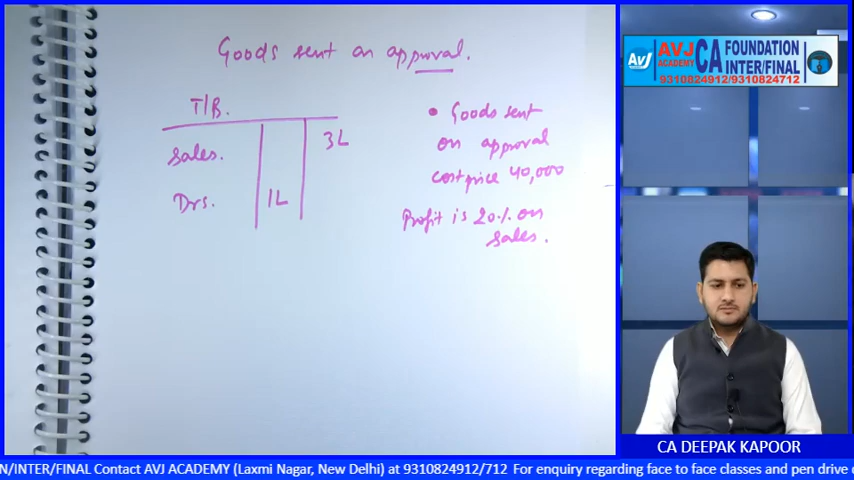 Goods sent on approval.
T/B.
Sales. 3L
Drs. 1L
• Goods sent
on approval
cost price 40,000
Profit is 20% on
Sales.
AVJ
AVJ
ACADEMY
CA
FOUNDATION
INTER/FINAL
9310824912/9310824712
CA DEEPAK KAPOOR
N/INTER/FINAL Contact AVJ ACADEMY (Laxmi Nagar, New Delhi) at 9310824912/712 For enquiry regarding face to face classes and pen drive